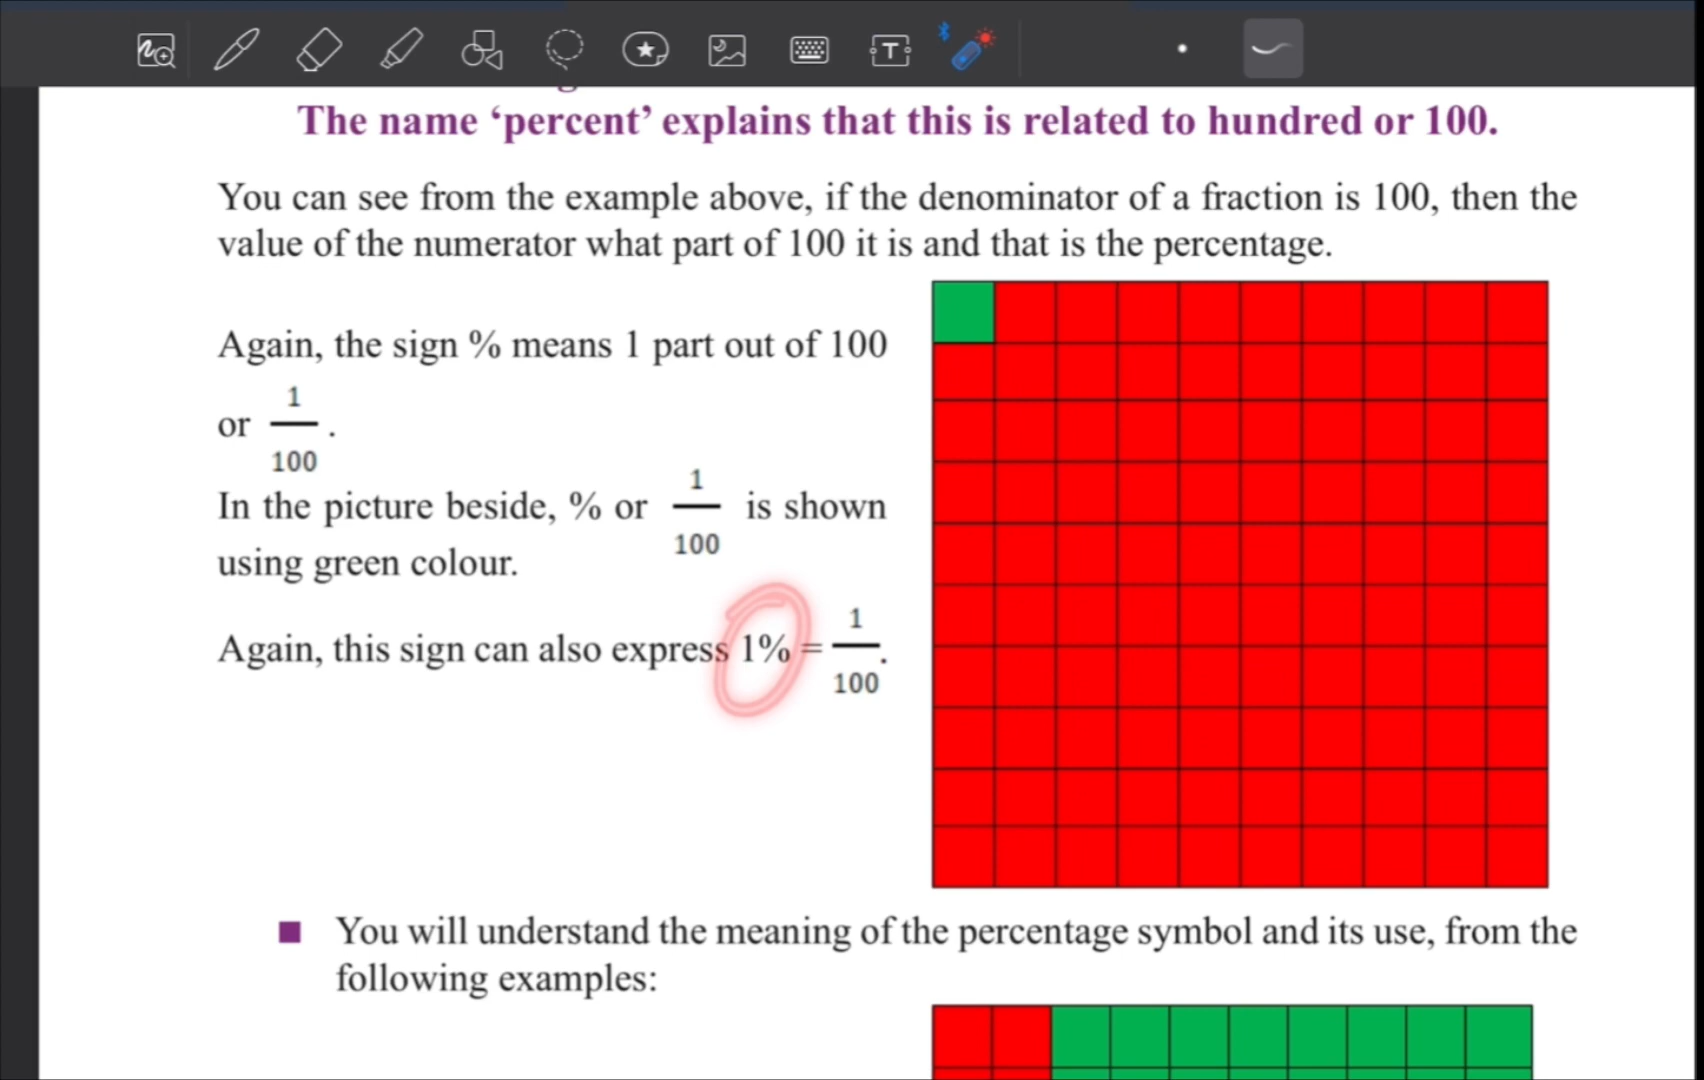 The name ‘percent’ explains that this is related to hundred or 100.
You can see from the example above, if the denominator of a fraction is 100, then the
value of the numerator what part of 100 it is and that is the percentage.
Again, the sign % means 1 part out of 100
or 1/100 .
In the picture beside, % or 1/100 is shown
using green colour.
Again, this sign can also express 1% = 1/100.
■ You will understand the meaning of the percentage symbol and its use, from the
following examples: